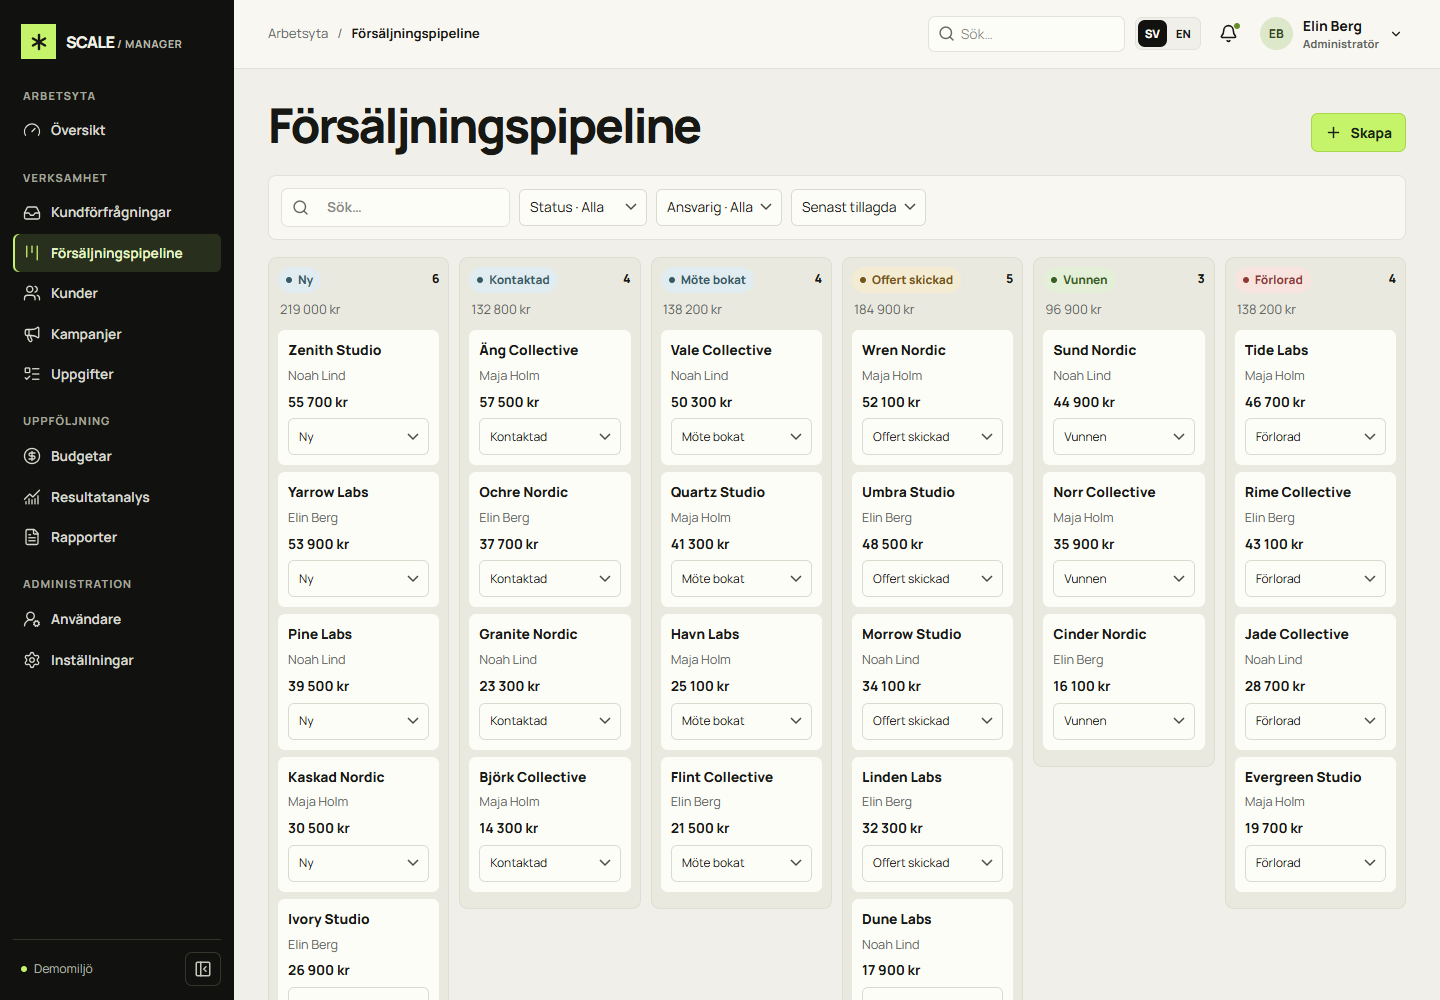 SCALE / MANAGER
ARBETSYTA
Översikt
VERKSAMHET
Kundförfrågningar
Försäljningspipeline
Kunder
Kampanjer
Uppgifter
UPPFÖLJNING
Budgetar
Resultatanalys
Rapporter
ADMINISTRATION
Användare
Inställningar
Demomiljö
Arbetsyta / Försäljningspipeline
Sök...
SV EN
EB
Elin Berg
Administratör
Försäljningspipeline
Skapa
Sök...
Status · Alla
Ansvarig · Alla
Senast tillagda
Ny 6
219 000 kr
Zenith Studio
Noah Lind
55 700 kr
Ny
Yarrow Labs
Elin Berg
53 900 kr
Ny
Pine Labs
Noah Lind
39 500 kr
Ny
Kaskad Nordic
Maja Holm
30 500 kr
Ny
Ivory Studio
Elin Berg
26 900 kr
Kontaktad 4
132 800 kr
Äng Collective
Maja Holm
57 500 kr
Kontaktad
Ochre Nordic
Elin Berg
37 700 kr
Kontaktad
Granite Nordic
Noah Lind
23 300 kr
Kontaktad
Björk Collective
Maja Holm
14 300 kr
Kontaktad
Möte bokat 4
138 200 kr
Vale Collective
Noah Lind
50 300 kr
Möte bokat
Quartz Studio
Maja Holm
41 300 kr
Möte bokat
Havn Labs
Maja Holm
25 100 kr
Möte bokat
Flint Collective
Elin Berg
21 500 kr
Möte bokat
Offert skickad 5
184 900 kr
Wren Nordic
Maja Holm
52 100 kr
Offert skickad
Umbra Studio
Elin Berg
48 500 kr
Offert skickad
Morrow Studio
Noah Lind
34 100 kr
Offert skickad
Linden Labs
Elin Berg
32 300 kr
Offert skickad
Dune Labs
Noah Lind
17 900 kr
Vunnen 3
96 900 kr
Sund Nordic
Noah Lind
44 900 kr
Vunnen
Norr Collective
Maja Holm
35 900 kr
Vunnen
Cinder Nordic
Elin Berg
16 100 kr
Vunnen
Förlorad 4
138 200 kr
Tide Labs
Maja Holm
46 700 kr
Förlorad
Rime Collective
Elin Berg
43 100 kr
Förlorad
Jade Collective
Noah Lind
28 700 kr
Förlorad
Evergreen Studio
Maja Holm
19 700 kr
Förlorad